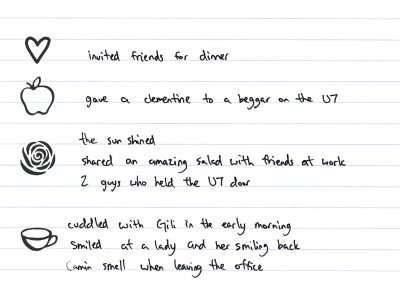 invited friends for dinner
gave a clementine to a beggar on the U7
the sun shined
shared an amazing salad with friends at work
2 guys who held the U7 door
cuddled with Gili in the early morning
smiled at a lady and her smiling back
smell when leaving the office